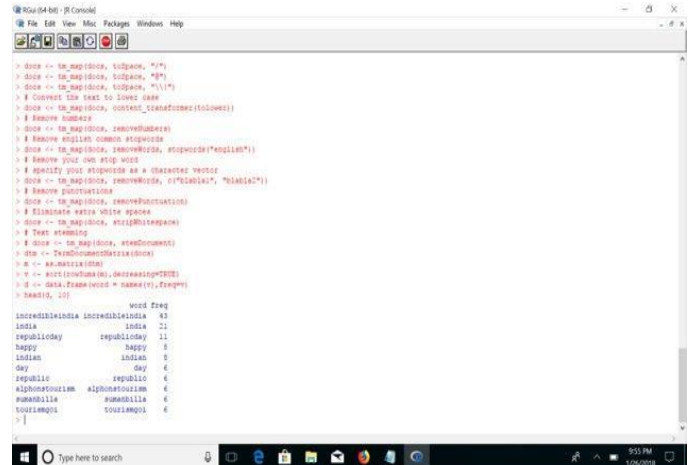 RGui (64-bit) - [R Console]
File Edit View Misc Packages Windows Help
> docs <- tm_map(docs, toSpace, "/")
> docs <- tm_map(docs, toSpace, "@")
> docs <- tm_map(docs, toSpace, "\\|")
> # Convert the text to lower case
> docs <- tm_map(docs, content_transformer(tolower))
> # Remove numbers
> docs <- tm_map(docs, removeNumbers)
> # Remove english common stopwords
> docs <- tm_map(docs, removeWords, stopwords("english"))
> # Remove your own stop word
> # specify your stopwords as a character vector
> docs <- tm_map(docs, removeWords, c("blabla1", "blabla2"))
> # Remove punctuations
> docs <- tm_map(docs, removePunctuation)
> # Eliminate extra white spaces
> docs <- tm_map(docs, stripWhitespace)
> # Text stemming
> # docs <- tm_map(docs, stemDocument)
> dtm <- TermDocumentMatrix(docs)
> m <- as.matrix(dtm)
> v <- sort(rowSums(m),decreasing=TRUE)
> d <- data.frame(word = names(v),freq=v)
> head(d, 10)
word freq
incredibleindia incredibleindia 43
india india 21
republicday republicday 11
happy happy 8
indian indian 8
day day 6
republic republic 6
alphonstourism alphonstourism 6
sumanbilla sumanbilla 6
tourismgoi tourismgoi 6
>
Type here to search
9:55 PM
1/26/2018